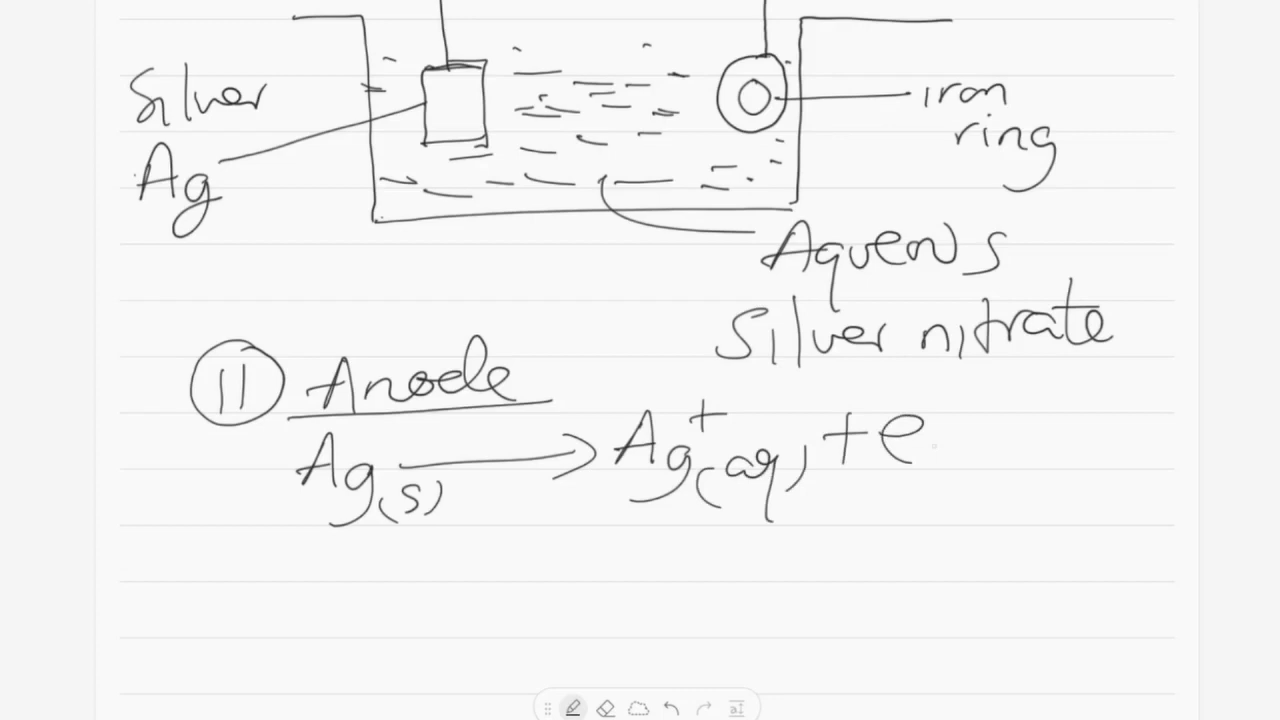 Silver
Ag
iron
ring
Aqueous
Silver nitrate
11 Anode
Ag(s) → Ag⁺(aq) + e